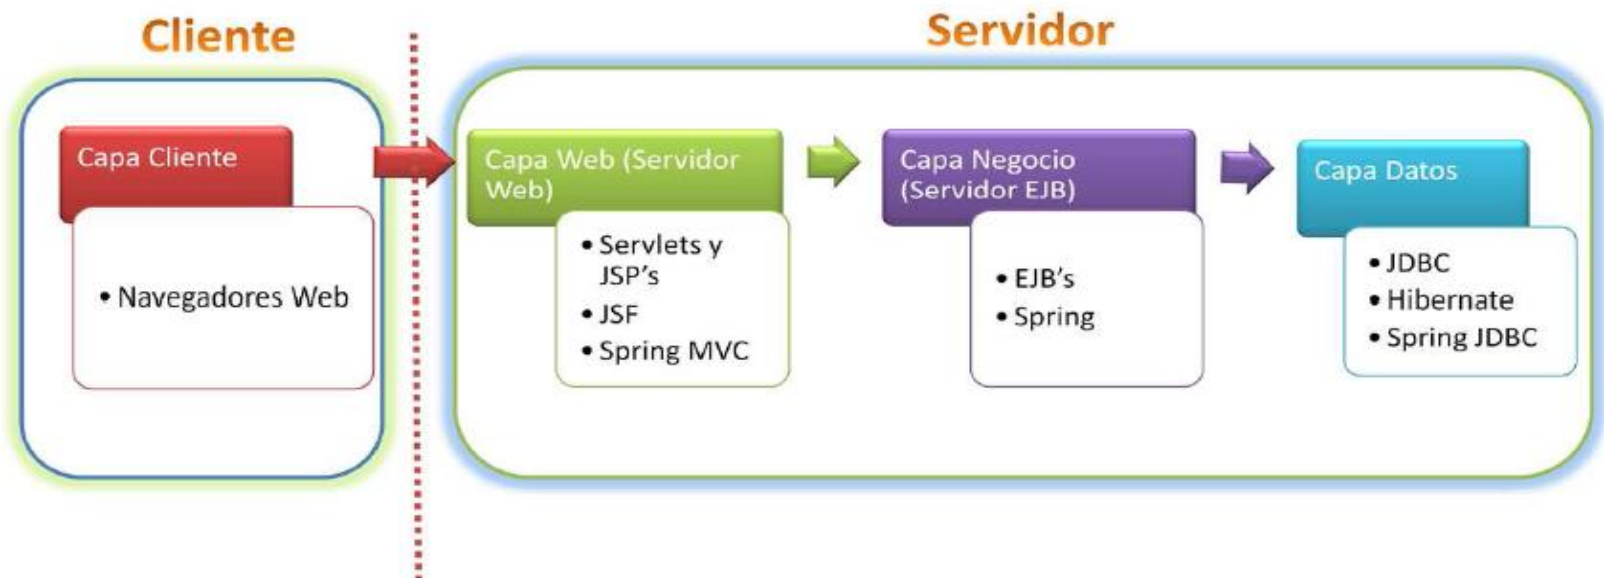 Cliente
Servidor
Capa Cliente
• Navegadores Web
Capa Web (Servidor
Web)
• Servlets y
JSP's
• JSF
• Spring MVC
Capa Negocio
(Servidor EJB)
• EJB's
• Spring
Capa Datos
• JDBC
• Hibernate
• Spring JDBC